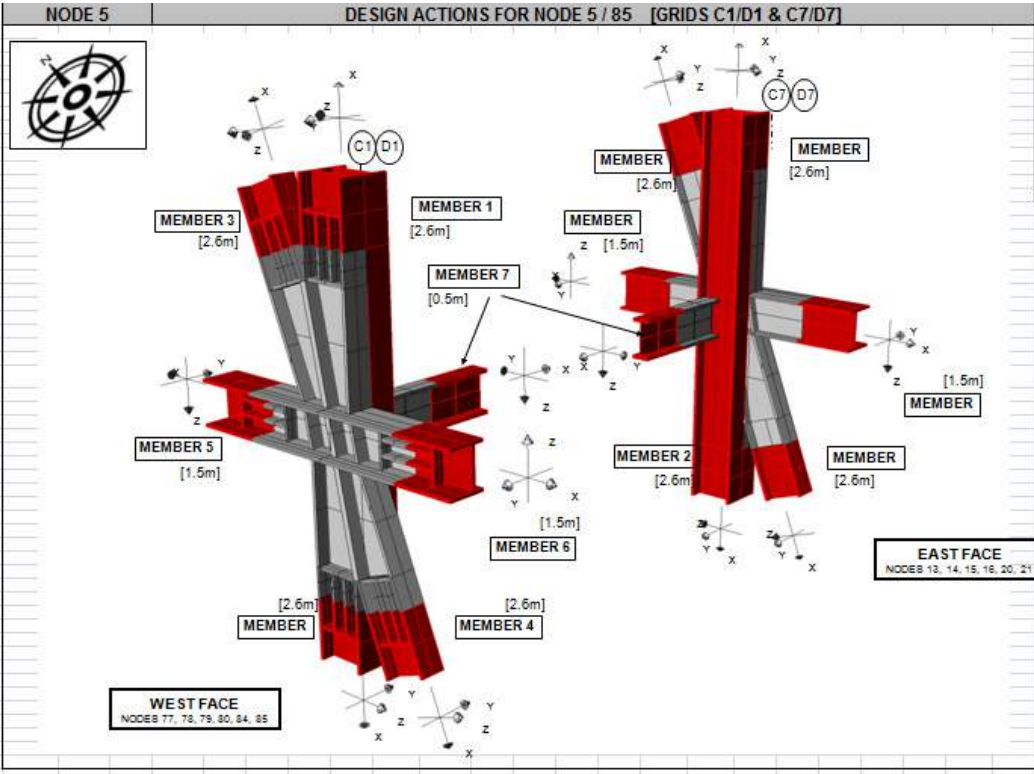 NODE 5
DESIGN ACTIONS FOR NODE 5 / 85 [GRIDS C1/D1 & C7/D7]
N
X
Z
Z
X
Z
C1 D1
MEMBER 3
[2.6m]
MEMBER 1
[2.6m]
MEMBER 7
[0.5m]
Y
Z
MEMBER 5
[1.5m]
Y
X
Z
Z
Y
X
[1.5m]
MEMBER 6
[2.6m]
MEMBER
[2.6m]
MEMBER 4
Y
Z
X
Y
Z
X
WEST FACE
NODES 77, 78, 79, 80, 84, 85
X
Y
Z
X
Y
Z
C7 D7
MEMBER
[2.6m]
MEMBER
[2.6m]
MEMBER
[1.5m]
Z
X
Y
X
Y
Z
Y
X
Z
[1.5m]
MEMBER
MEMBER 2
[2.6m
MEMBER
[2.6m]
Z
Y
X
Z
Y
X
EAST FACE
NODES 13, 14, 15, 16, 20, 21